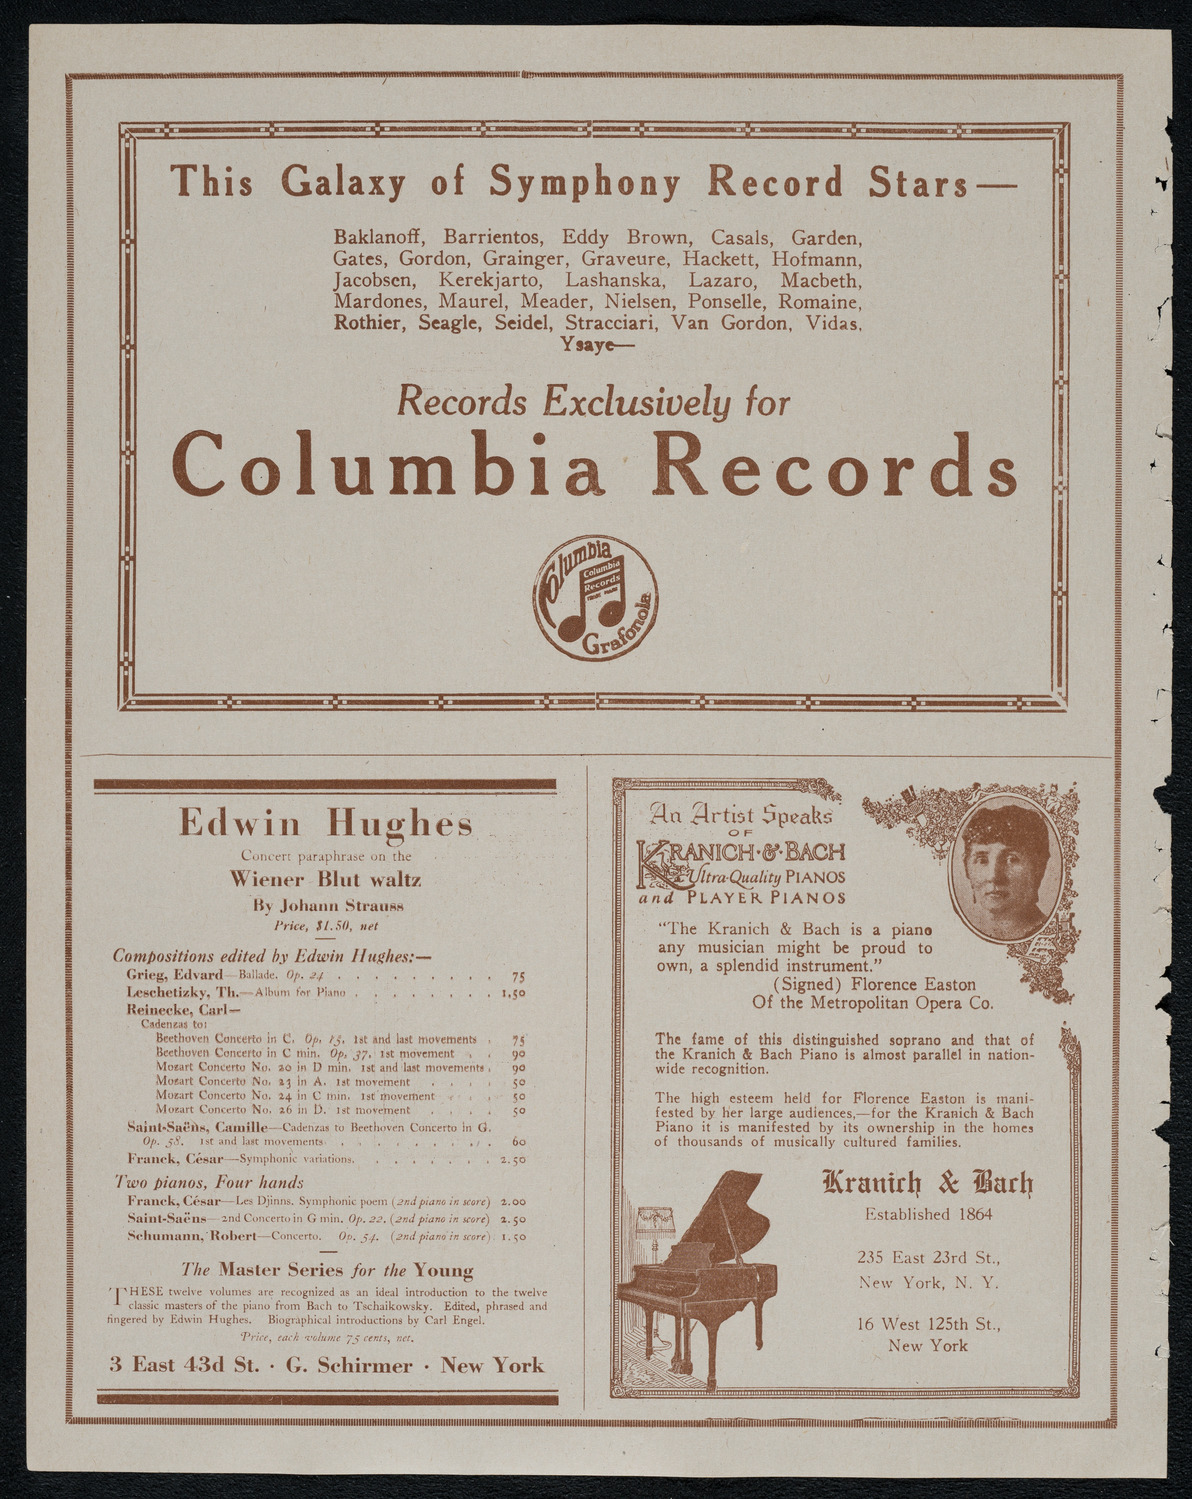 This Galaxy of Symphony Record Stars—
Baklanoff, Barrientos, Eddy Brown, Casals, Garden,
Gates, Gordon, Grainger, Graveure, Hackett, Hofmann,
Jacobsen, Kerekjarto, Lashanska, Lazaro, Macbeth,
Mardones, Maurel, Meader, Nielsen, Ponselle, Romaine,
Rothier, Seagle, Seidel, Stracciari, Van Gordon, Vidas,
Ysaye—
Records Exclusively for
Columbia Records
Columbia
Columbia
Records
TRADE MARK
Grafonola
Edwin Hughes
Concert paraphrase on the
Wiener Blut waltz
By Johann Strauss
Price, $1.50, net
Compositions edited by Edwin Hughes:—
Grieg, Edvard—Ballade. Op. 24 . . . . . . . . . 75
Leschetizky, Th.—Album for Piano . . . . . . . . 1.50
Reinecke, Carl—
Cadenzas to:
Beethoven Concerto in C. Op. 15. 1st and last movements . 75
Beethoven Concerto in C min. Op. 37. 1st movement . . 90
Mozart Concerto No. 20 in D min. 1st and last movements . 90
Mozart Concerto No. 23 in A. 1st movement . . . . 50
Mozart Concerto No. 24 in C min. 1st movement . . . 50
Mozart Concerto No. 26 in D. 1st movement . . . . 50
Saint-Saëns, Camille—Cadenzas to Beethoven Concerto in G.
Op. 58. 1st and last movements . . . . . . . . . 60
Franck, César—Symphonic variations. . . . . . . 2.50
Two pianos, Four hands
Franck, César—Les Djinns. Symphonic poem (2nd piano in score) 2.00
Saint-Saëns—2nd Concerto in G min. Op. 22. (2nd piano in score) 2.50
Schumann, Robert—Concerto. Op. 54. (2nd piano in score) 1.50
The Master Series for the Young
THESE twelve volumes are recognized as an ideal introduction to the twelve
classic masters of the piano from Bach to Tschaikowsky. Edited, phrased and
fingered by Edwin Hughes. Biographical introductions by Carl Engel.
Price, each volume 75 cents, net.
3 East 43d St. · G. Schirmer · New York
An Artist Speaks
OF
KRANICH·&·BACH
Ultra-Quality PIANOS
and PLAYER PIANOS
“The Kranich & Bach is a piano
any musician might be proud to
own, a splendid instrument.”
(Signed) Florence Easton
Of the Metropolitan Opera Co.
The fame of this distinguished soprano and that of
the Kranich & Bach Piano is almost parallel in nation-
wide recognition.
The high esteem held for Florence Easton is mani-
fested by her large audiences,—for the Kranich & Bach
Piano it is manifested by its ownership in the homes
of thousands of musically cultured families.
Kranich & Bach
Established 1864
235 East 23rd St.,
New York, N. Y.
16 West 125th St.,
New York